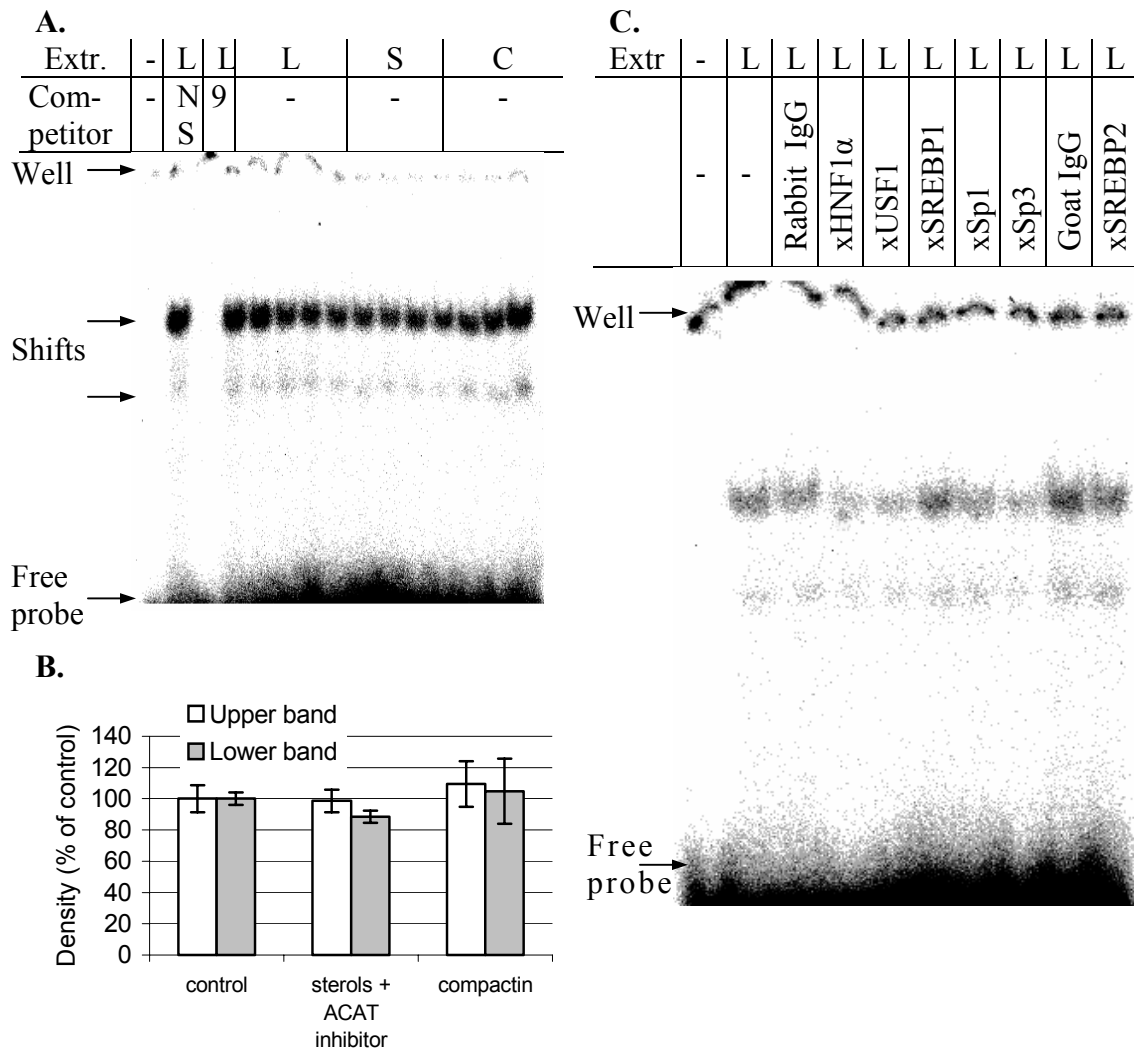 A.
Extr. - L L L S C
Com-petitor - N S 9 - - -
Well
Shifts
Free probe
B.
Upper band
Lower band
Density (% of control)
140
120
100
80
60
40
20
0
control
sterols + ACAT inhibitor
compactin
C.
Extr - L L L L L L L L L
- - Rabbit IgG xHNF1α xUSF1 xSREBP1 xSp1 xSp3 Goat IgG xSREBP2
Well
Free probe